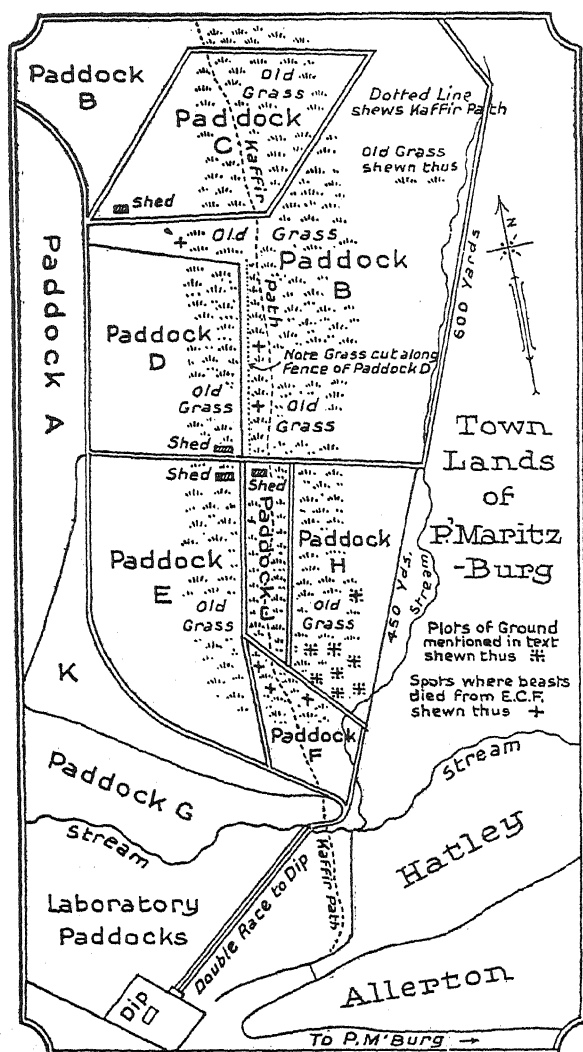 Paddock
B
Old
Grass
Paddock
C
Kaffir
Path
Dotted Line
shews Kaffir Path
Old Grass
shewn thus
Shed
Old Grass
Paddock
B
N
600 Yards
Paddock A
Paddock
D
Note Grass cut along
Fence of Paddock D
Old
Grass
Old
Grass
Shed
Shed
Shed
Town
Lands
of
P'Maritz
-Burg
Paddock
E
Paddock J
Paddock
H
Old
Grass
Old
Grass
450 Yds.
Stream
Plots of Ground
mentioned in text
shewn thus
Spots where beasts
died from E.C.F.
shewn thus +
K
Paddock
F
Paddock G
Stream
Stream
Hatley
Laboratory
Paddocks
Double Race to Dip
Kaffir Path
Dip
Allerton
To P.M'Burg →